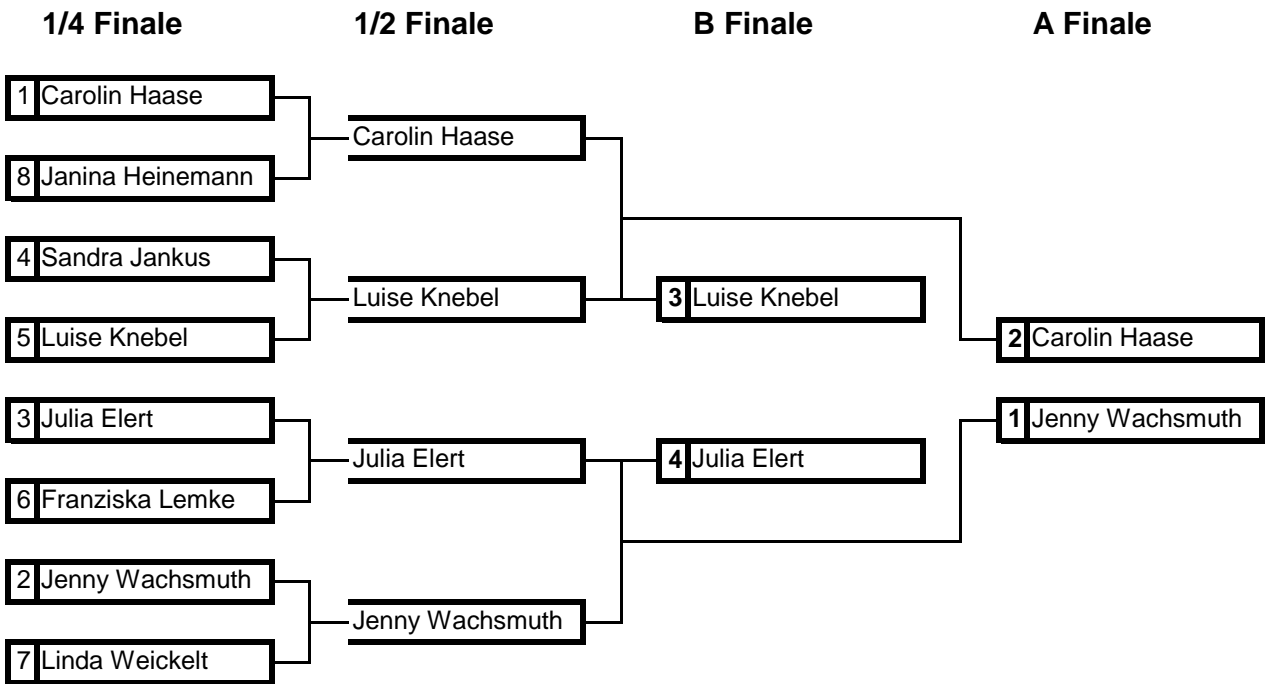 1/4 Finale 1/2 Finale B Finale A Finale
1 Carolin Haase
Carolin Haase
8 Janina Heinemann
4 Sandra Jankus
Luise Knebel 3 Luise Knebel
5 Luise Knebel 2 Carolin Haase
3 Julia Elert 1 Jenny Wachsmuth
Julia Elert 4 Julia Elert
6 Franziska Lemke
2 Jenny Wachsmuth
Jenny Wachsmuth
7 Linda Weickelt